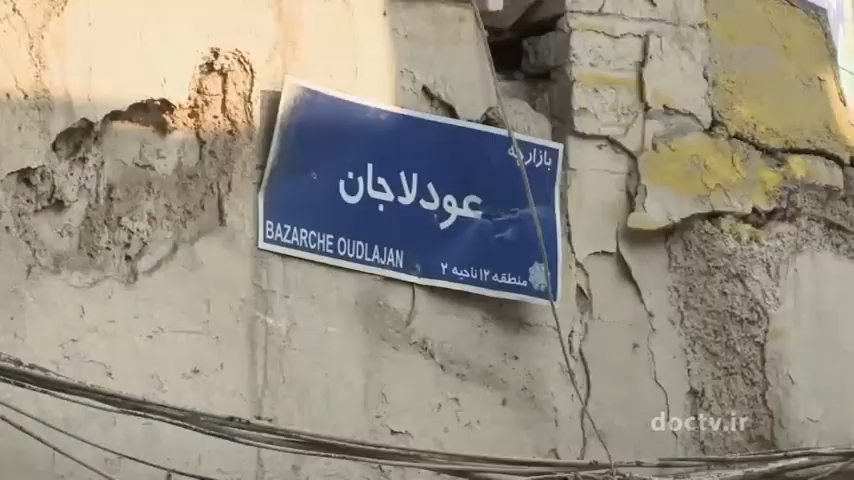 بازارچه
عودلاجان
BAZARCHE OUDLAJAN
منطقه ۱۲ ناحیه ۲
doctv.ir